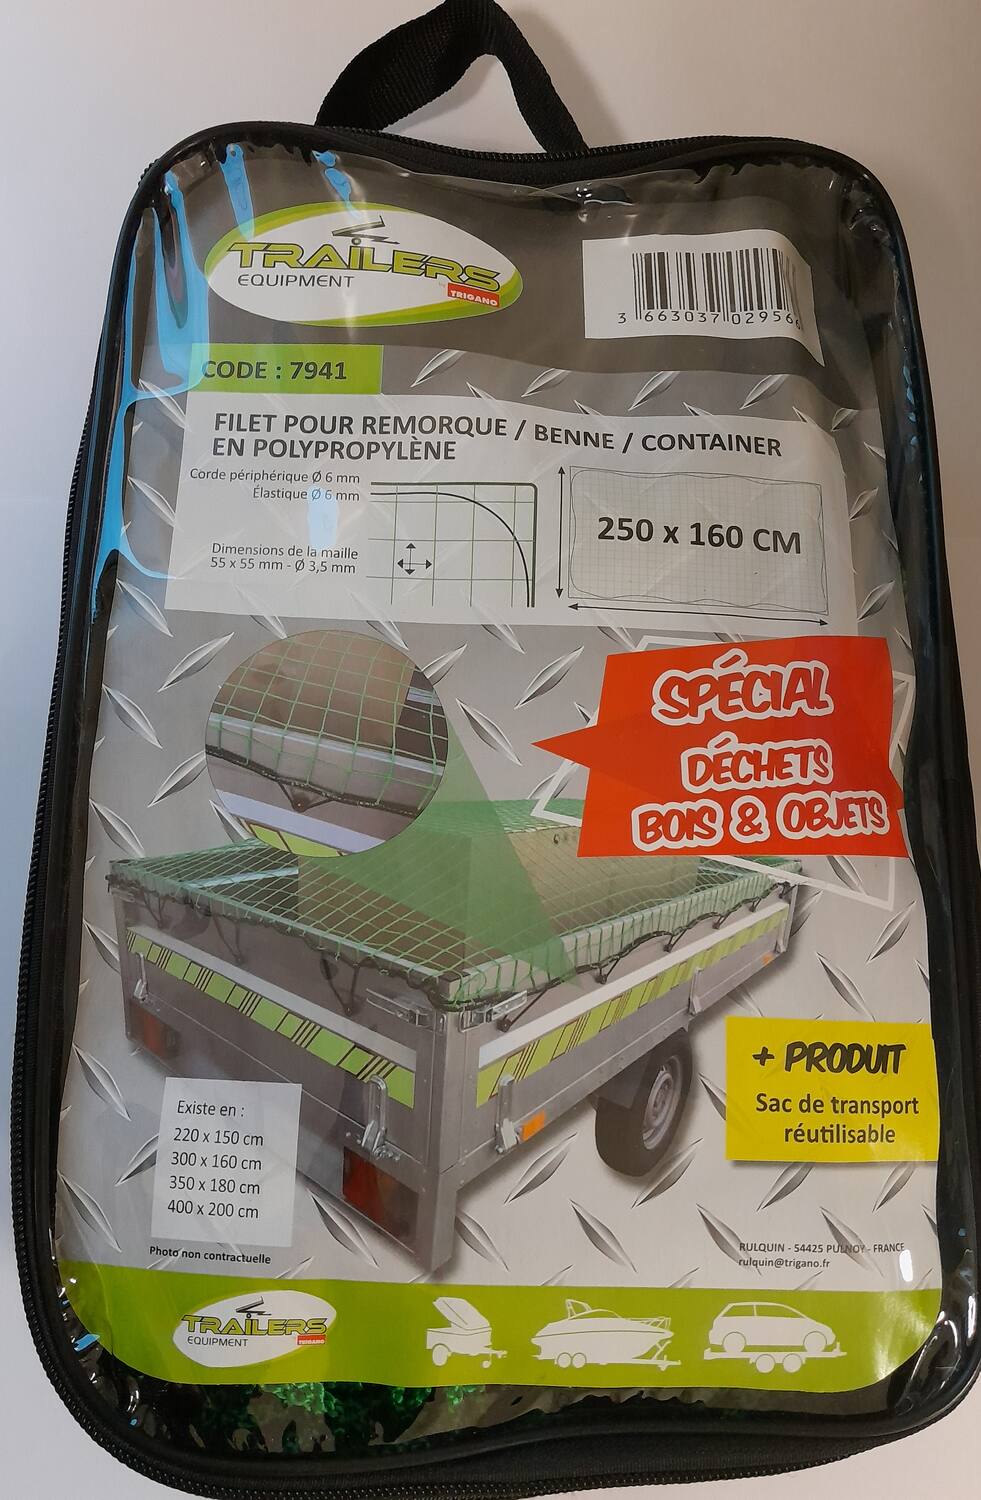 TRAILERS
EQUIPMENT
by TRIGANO
3 663037 02956
CODE : 7941
FILET POUR REMORQUE / BENNE / CONTAINER
EN POLYPROPYLÈNE
Corde périphérique Ø 6 mm
Élastique Ø 6 mm
Dimensions de la maille
55 x 55 mm - Ø 3,5 mm
250 x 160 CM
SPÉCIAL
DÉCHETS
BOIS & OBJETS
+ PRODUIT
Sac de transport
réutilisable
Existe en :
220 x 150 cm
300 x 160 cm
350 x 180 cm
400 x 200 cm
Photo non contractuelle
RULQUIN - 54425 PULNOY - FRANCE
rulquin@trigano.fr
TRAILERS
EQUIPMENT
TRIGANO